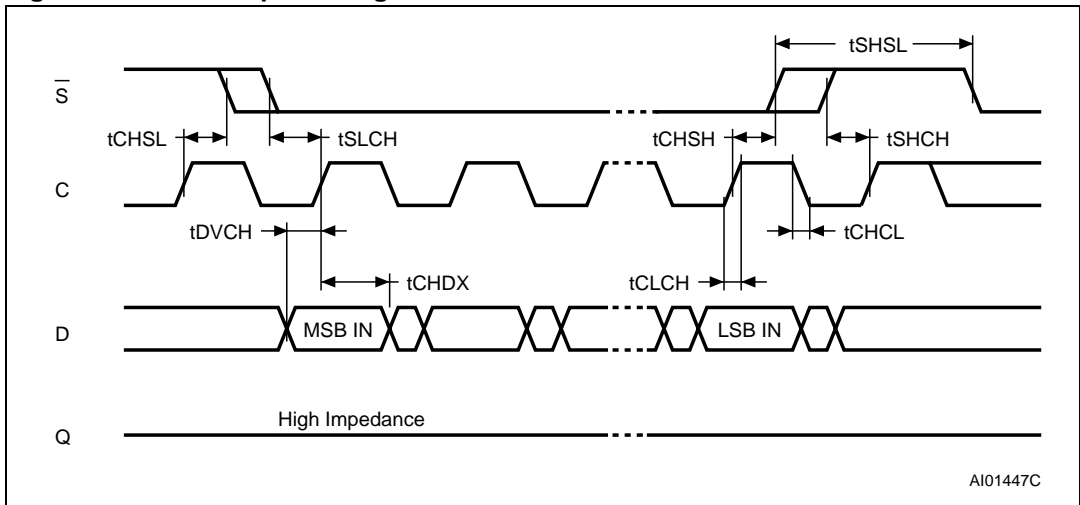 tSHSL
S
tCHSL
tSLCH
tCHSH
tSHCH
C
tDVCH
tCHCL
tCHDX
tCLCH
D
MSB IN
LSB IN
High Impedance
Q
AI01447C